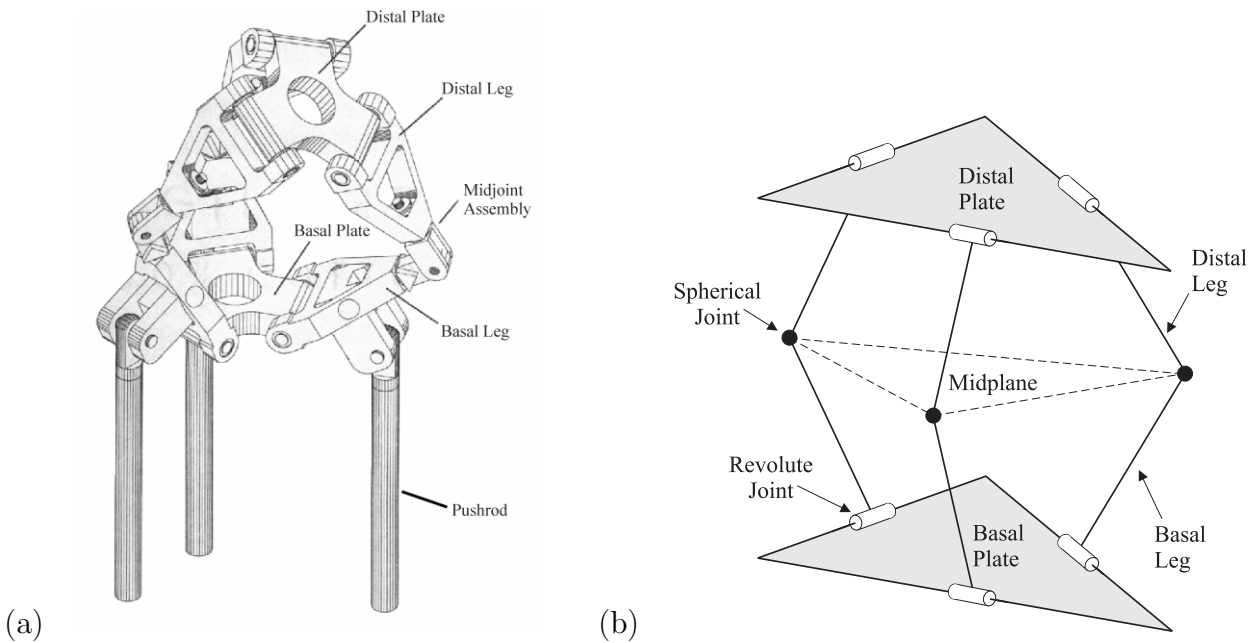 Distal Plate
Distal Leg
Midjoint
Assembly
Basal Plate
Basal Leg
Pushrod
(a)
Distal
Plate
Distal
Leg
Spherical
Joint
Midplane
Revolute
Joint
Basal
Plate
Basal
Leg
(b)